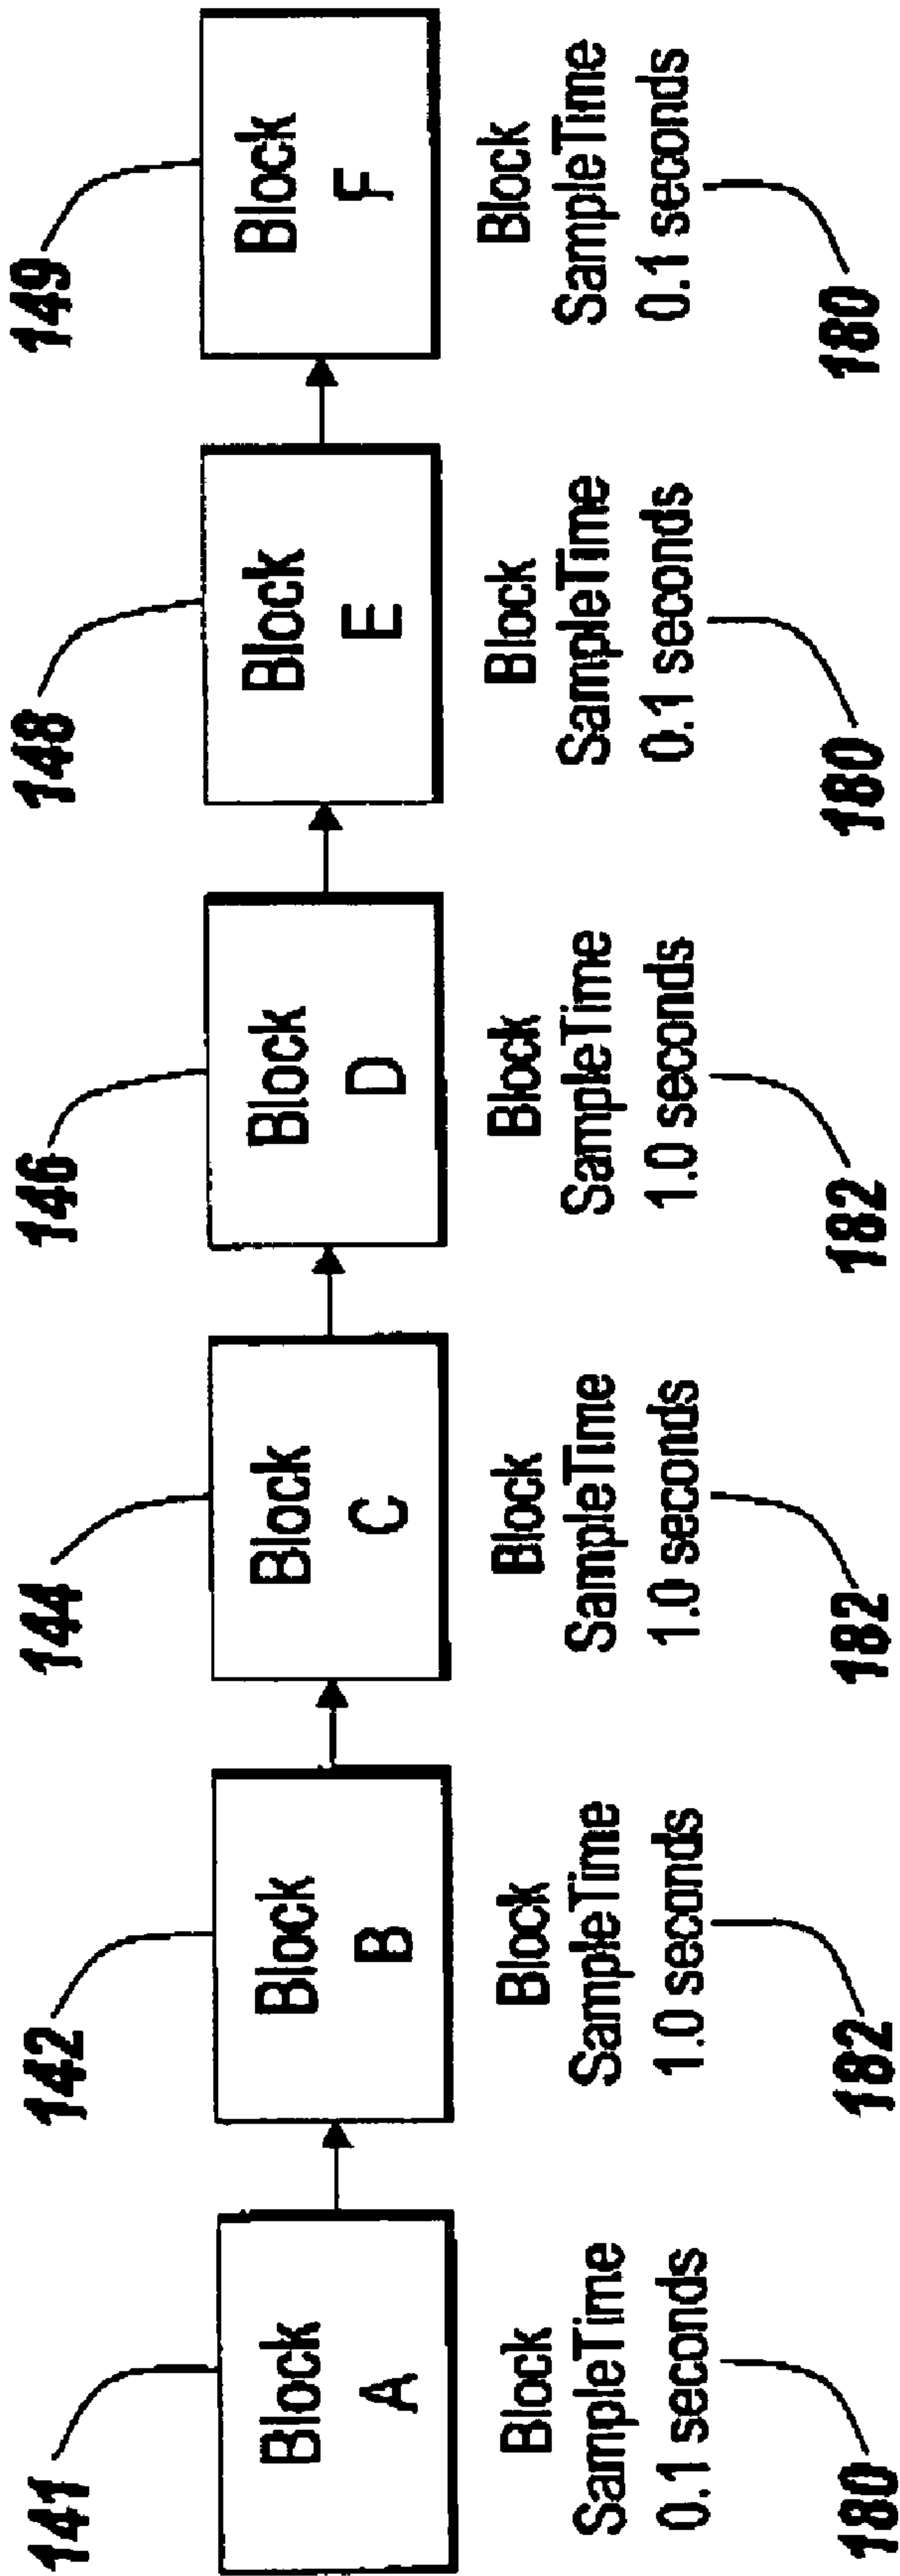 141
142
144
146
148
149
Block
A
Block
B
Block
C
Block
D
Block
E
Block
F
Block
SampleTime
0.1 seconds
Block
SampleTime
1.0 seconds
Block
SampleTime
1.0 seconds
Block
SampleTime
1.0 seconds
Block
SampleTime
0.1 seconds
Block
SampleTime
0.1 seconds
180
182
182
182
180
180